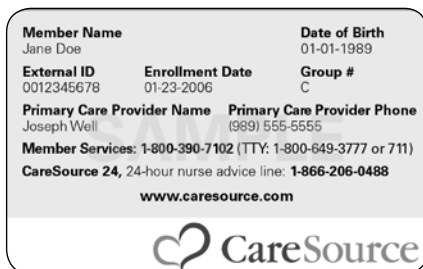 Member Name Date of Birth
Jane Doe 01-01-1989
External ID Enrollment Date Group #
0012345678 01-23-2006 C
Primary Care Provider Name Primary Care Provider Phone
Joseph Well (989) 555-5555
SAMPLE
Member Services: 1-800-390-7102 (TTY: 1-800-649-3777 or 711)
CareSource 24, 24-hour nurse advice line: 1-866-206-0488
www.caresource.com
CareSource